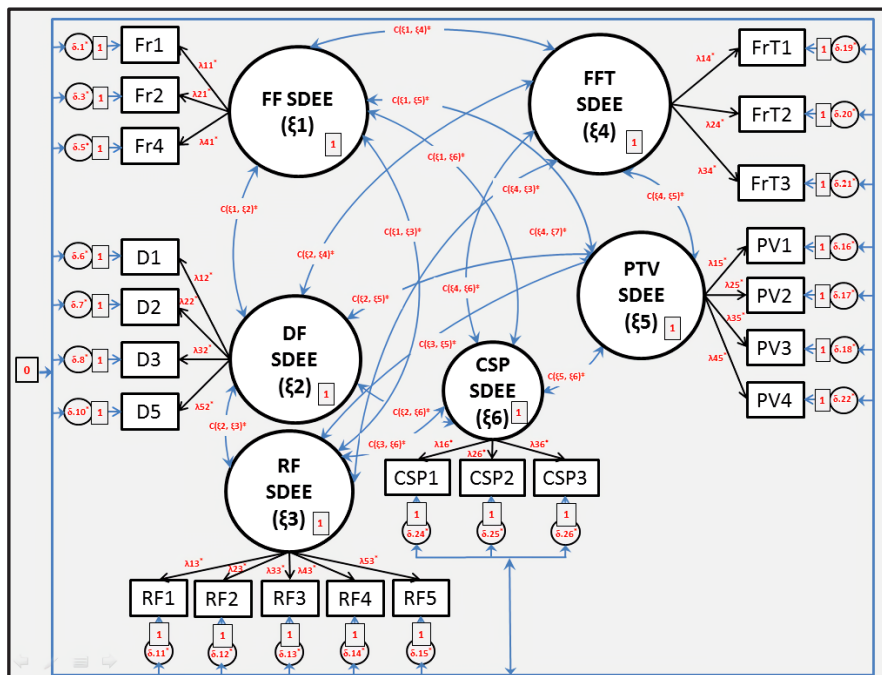 C(ξ1, ξ4)*
δ.1*
1
Fr1
λ11*
δ.3*
1
Fr2
λ21*
δ.5*
1
Fr4
λ41*
FF SDEE
(ξ1)
1
FFT
SDEE
(ξ4)
1
λ14*
FrT1
1
δ.19*
λ24*
FrT2
1
δ.20*
λ34*
FrT3
1
δ.21*
C(ξ1, ξ5)*
C(ξ1, ξ6)*
C(ξ4, ξ3)*
C(ξ4, ξ5)*
C(ξ1, ξ2)*
C(ξ1, ξ3)*
C(ξ4, ξ7)*
C(ξ2, ξ4)*
C(ξ4, ξ6)*
C(ξ2, ξ5)*
C(ξ3, ξ5)*
δ.6*
1
D1
λ12*
δ.7*
1
D2
λ22*
δ.8*
1
D3
λ32*
δ.10*
1
D5
λ52*
0
DF
SDEE
(ξ2)
1
PTV
SDEE
(ξ5)
1
λ15*
PV1
1
δ.16*
λ25*
PV2
1
δ.17*
λ35*
PV3
1
δ.18*
λ45*
PV4
1
δ.22*
CSP
SDEE
(ξ6)
1
C(ξ5, ξ6)*
C(ξ2, ξ6)*
C(ξ2, ξ3)*
C(ξ3, ξ6)*
RF
SDEE
(ξ3)
1
λ16*
λ26*
λ36*
CSP1
CSP2
CSP3
1
1
1
δ.24*
δ.25*
δ.26*
λ13*
λ23*
λ33*
λ43*
λ53*
RF1
RF2
RF3
RF4
RF5
1
1
1
1
1
δ.11*
δ.12*
δ.13*
δ.14*
δ.15*